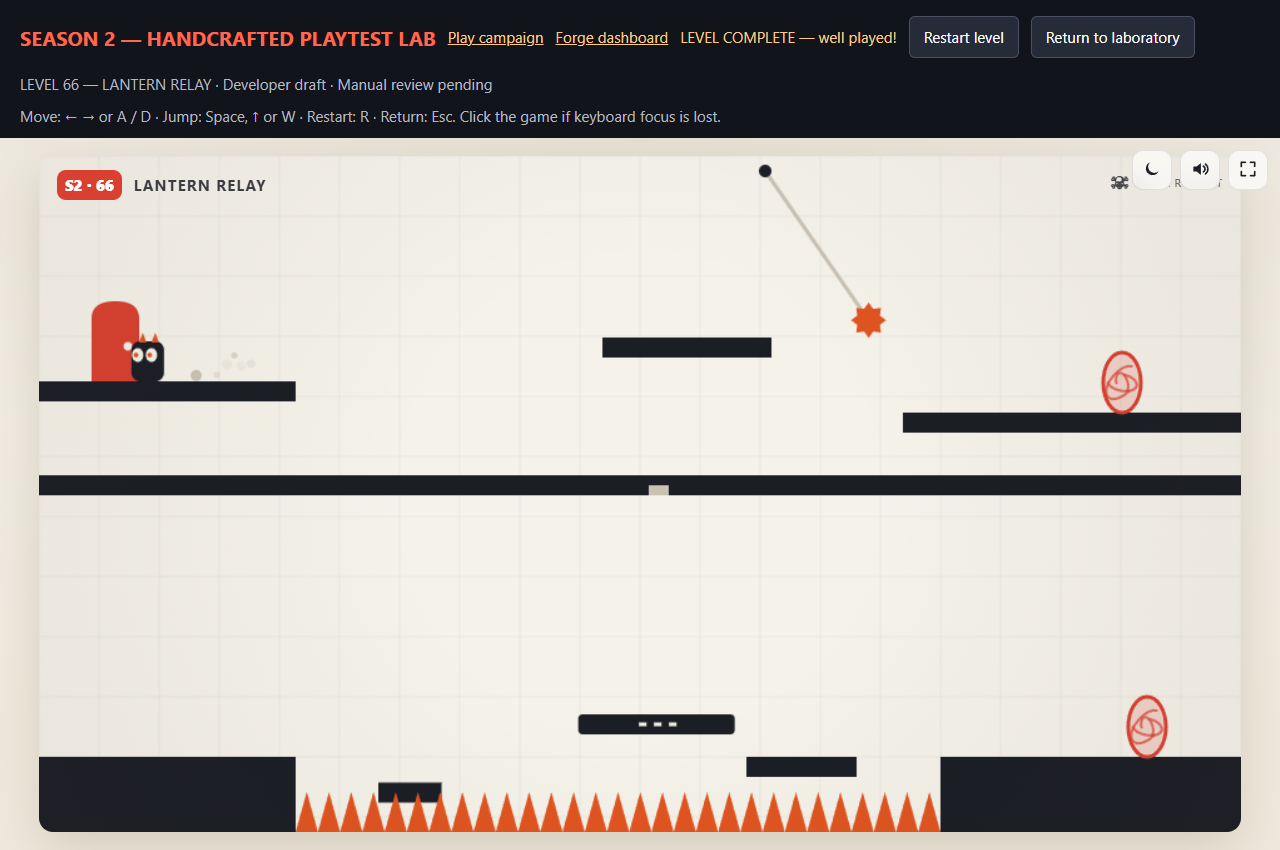 SEASON 2 — HANDCRAFTED PLAYTEST LAB Play campaign Forge dashboard LEVEL COMPLETE — well played! Restart level Return to laboratory
LEVEL 66 — LANTERN RELAY · Developer draft · Manual review pending
Move: ← → or A / D · Jump: Space, ↑ or W · Restart: R · Return: Esc. Click the game if keyboard focus is lost.
S2 · 66 LANTERN RELAY